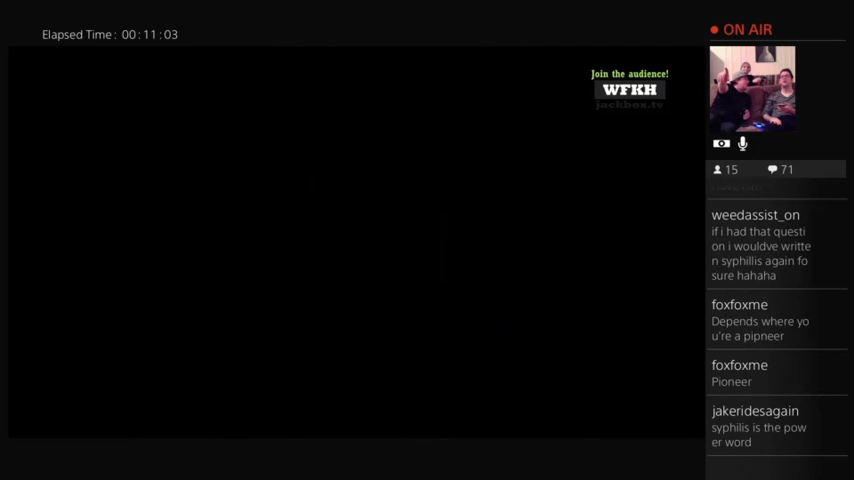 Elapsed Time: 00:11:03
ON AIR
Join the audience!
WFKH
jackbox.tv
15
71
weedassist_on
if i had that questi
on i wouldve writte
n syphillis again fo
sure hahaha
foxfoxme
Depends where yo
u're a pipneer
foxfoxme
Pioneer
jakeridesagain
syphilis is the pow
er word